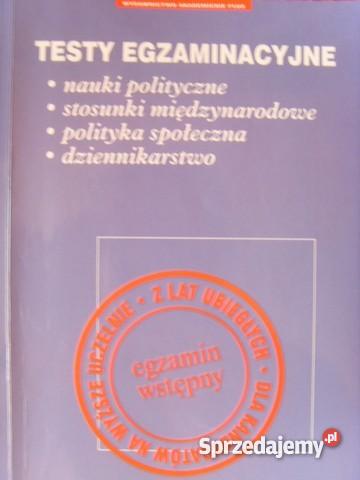 TESTY EGZAMINACYJNE
• nauki polityczne
• stosunki międzynarodowe
• polityka społeczna
• dziennikarstwo
• Z LAT UBIEGŁYCH • DLA KANDYDATÓW NA WYŻSZE UCZELNIE
egzamin
wstępny
Sprzedajemy.pl